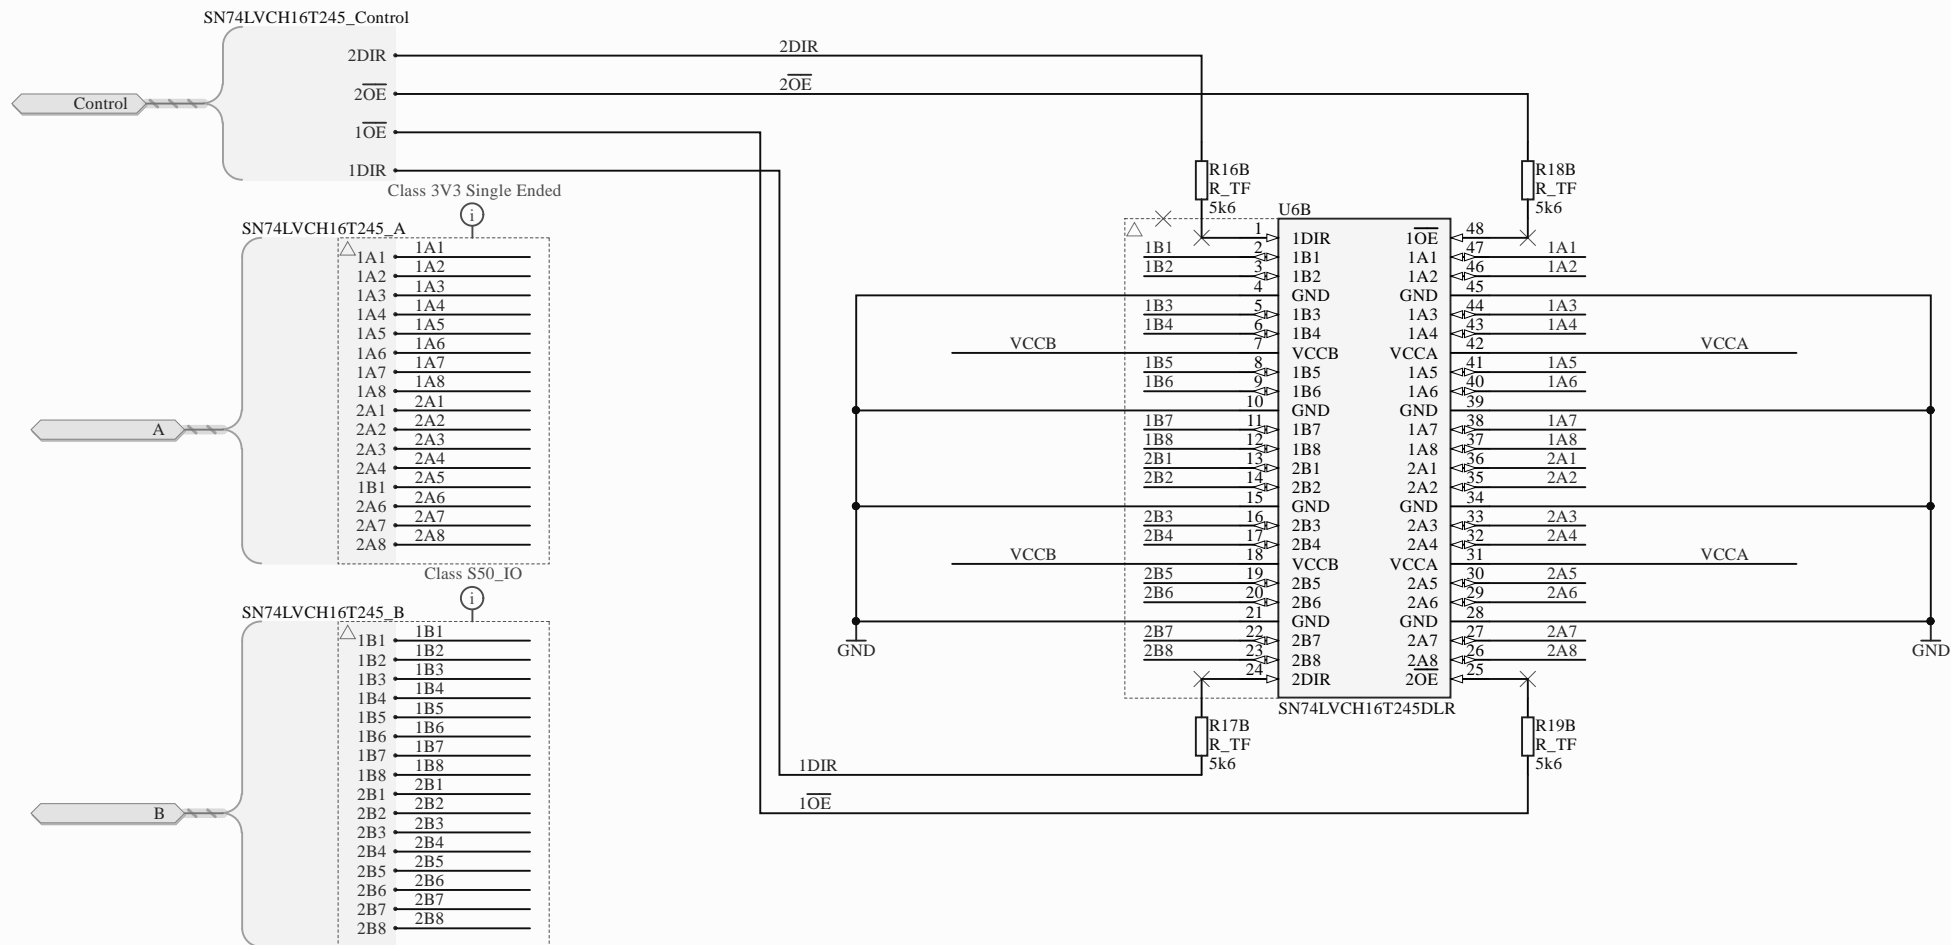 SN74LVCH16T245_Control
2DIR
2OE
1OE
1DIR
Control
2DIR
2OE
Class 3V3 Single Ended
i
SN74LVCH16T245_A
1A1 1A1
1A2 1A2
1A3 1A3
1A4 1A4
1A5 1A5
1A6 1A6
1A7 1A7
1A8 1A8
2A1 2A1
2A2 2A2
2A3 2A3
2A4 2A4
1B1 2A5
2A6 2A6
2A7 2A7
2A8 2A8
A
Class S50_IO
i
SN74LVCH16T245_B
1B1 1B1
1B2 1B2
1B3 1B3
1B4 1B4
1B5 1B5
1B6 1B6
1B7 1B7
1B8 1B8
2B1 2B1
2B2 2B2
2B3 2B3
2B4 2B4
2B5 2B5
2B6 2B6
2B7 2B7
2B8 2B8
B
R16B
R_TF
5k6
R18B
R_TF
5k6
U6B
1 1DIR 1OE 48
1B1 2 1B1 1A1 47 1A1
1B2 3 1B2 1A2 46 1A2
4 GND GND 45
1B3 5 1B3 1A3 44 1A3
1B4 6 1B4 1A4 43 1A4
VCCB 7 VCCB VCCA 42 VCCA
1B5 8 1B5 1A5 41 1A5
1B6 9 1B6 1A6 40 1A6
10 GND GND 39
1B7 11 1B7 1A7 38 1A7
1B8 12 1B8 1A8 37 1A8
2B1 13 2B1 2A1 36 2A1
2B2 14 2B2 2A2 35 2A2
15 GND GND 34
2B3 16 2B3 2A3 33 2A3
2B4 17 2B4 2A4 32 2A4
VCCB 18 VCCB VCCA 31 VCCA
2B5 19 2B5 2A5 30 2A5
2B6 20 2B6 2A6 29 2A6
21 GND GND 28
2B7 22 2B7 2A7 27 2A7
2B8 23 2B8 2A8 26 2A8
24 2DIR 2OE 25
GND
GND
SN74LVCH16T245DLR
R17B
R_TF
5k6
R19B
R_TF
5k6
1DIR
1OE